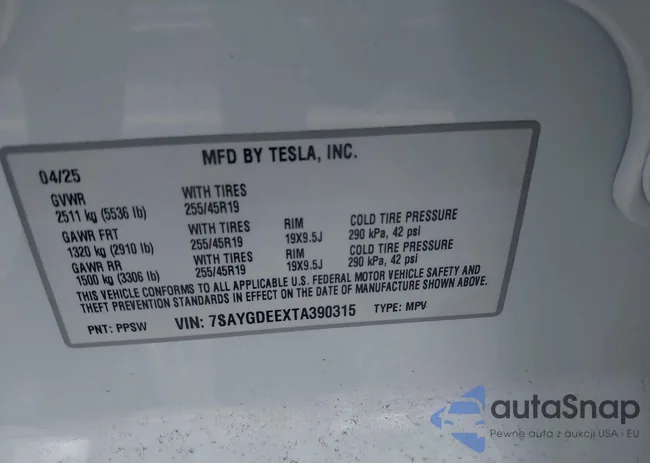 MFD BY TESLA, INC.
04/25
GVWR WITH TIRES
2511 kg (5536 lb) 255/45R19
GAWR FRT WITH TIRES RIM COLD TIRE PRESSURE
1320 kg (2910 lb) 255/45R19 19X9.5J 290 kPa, 42 psi
GAWR RR WITH TIRES RIM COLD TIRE PRESSURE
1500 kg (3306 lb) 255/45R19 19X9.5J 290 kPa, 42 psi
THIS VEHICLE CONFORMS TO ALL APPLICABLE U.S. FEDERAL MOTOR VEHICLE SAFETY AND
THEFT PREVENTION STANDARDS IN EFFECT ON THE DATE OF MANUFACTURE SHOWN ABOVE.
PNT: PPSW VIN: 7SAYGDEEXTA390315 TYPE: MPV
autaSnap
Pewne auta z aukcji USA i EU